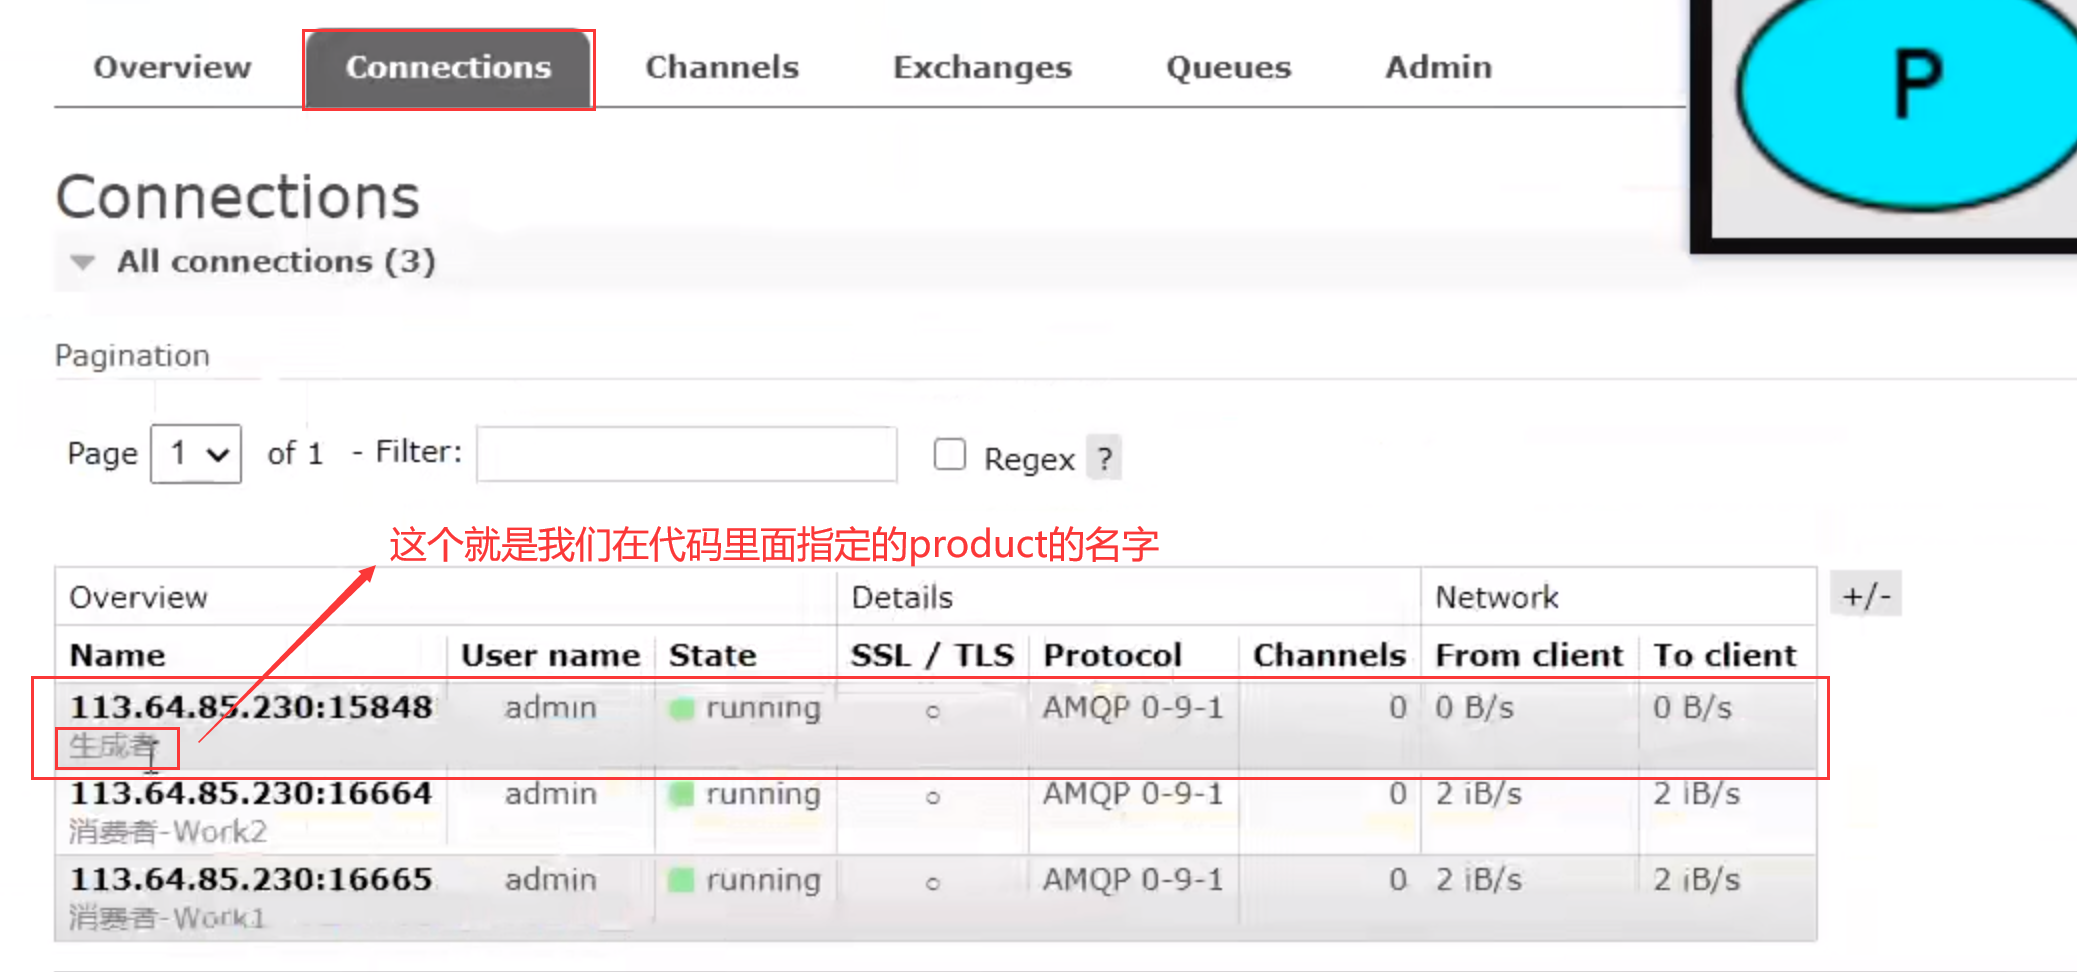 Overview Connections Channels Exchanges Queues Admin
P
Connections
All connections (3)
Pagination
Page 1 of 1 - Filter: Regex ?
这个就是我们在代码里面指定的product的名字
Overview Details Network +/-
Name User name State SSL / TLS Protocol Channels From client To client
113.64.85.230:15848 admin running ○ AMQP 0-9-1 0 0 B/s 0 B/s
生成者
113.64.85.230:16664 admin running ○ AMQP 0-9-1 0 2 iB/s 2 iB/s
消费者-Work2
113.64.85.230:16665 admin running ○ AMQP 0-9-1 0 2 iB/s 2 iB/s
消费者-Work1